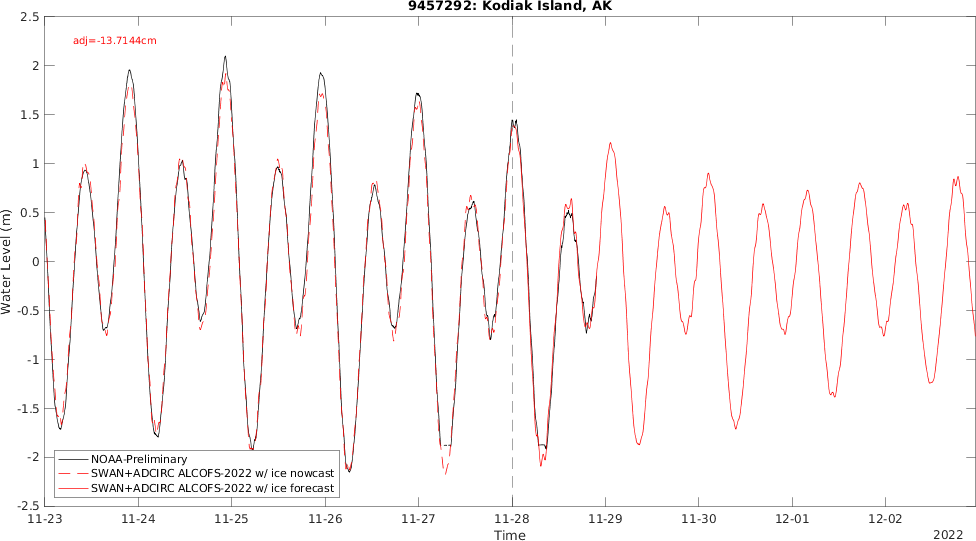 9457292: Kodiak Island, AK
adj=-13.7144cm
Water Level (m)
2.5
2
1.5
1
0.5
0
-0.5
-1
-1.5
-2
-2.5
NOAA-Preliminary
SWAN+ADCIRC ALCOFS-2022 w/ ice nowcast
SWAN+ADCIRC ALCOFS-2022 w/ ice forecast
11-23 11-24 11-25 11-26 11-27 11-28 11-29 11-30 12-01 12-02
Time
2022